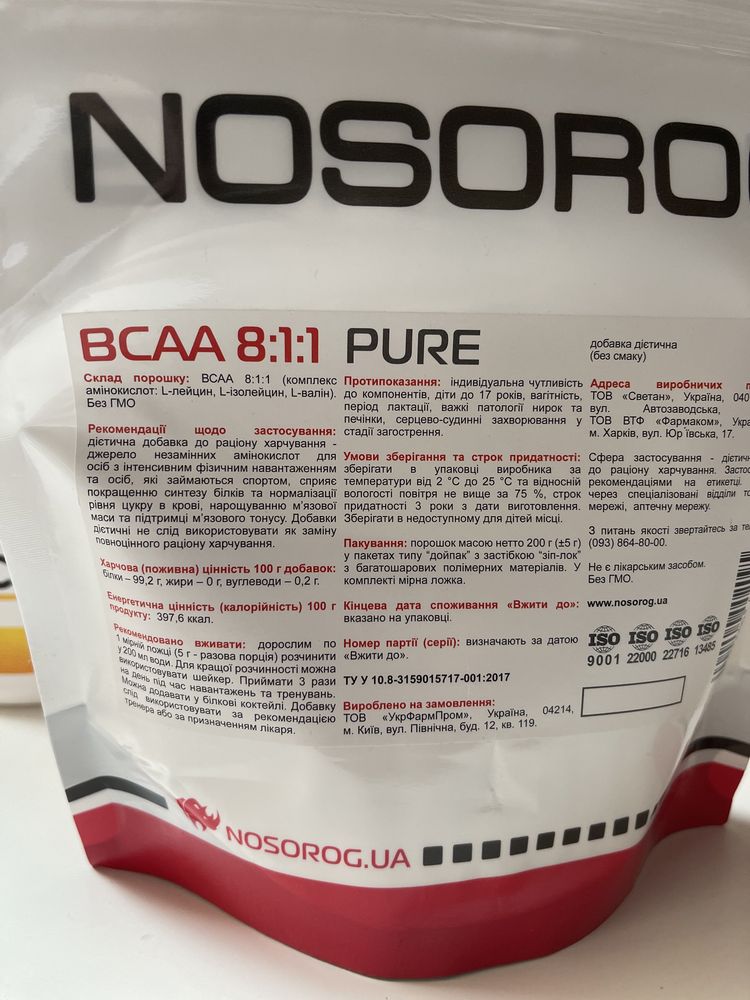 NOSORO
BCAA 8:1:1 PURE
добавка дієтична
(без смаку)
Склад порошку: BCAA 8:1:1 (комплекс
амінокислот: L-лейцин, L-ізолейцин, L-валін).
Без ГМО
Рекомендації щодо застосування:
дієтична добавка до раціону харчування -
джерело незамінних амінокислот для
осіб з інтенсивним фізичним навантаженням
та осіб, які займаються спортом, сприяє
покращенню синтезу білків та нормалізації
рівня цукру в крові, нарощуванню м'язової
маси та підтримці м'язового тонусу. Добавки
дієтичні не слід використовувати як заміну
повноцінного раціону харчування.
Харчова (поживна) цінність 100 г добавок:
білки – 99,2 г, жири – 0 г, вуглеводи – 0,2 г.
Енергетична цінність (калорійність) 100 г
продукту: 397,6 ккал.
Рекомендовано вживати: дорослим по
1 мірній ложці (5 г - разова порція) розчинити
у 200 мл води. Для кращої розчинності можна
використовувати шейкер. Приймати 3 рази
на день під час навантажень та тренувань.
Можна додавати у білкові коктейлі. Добавку
слід використовувати за рекомендацією
тренера або за призначенням лікаря.
Протипоказання: індивідуальна чутливість
до компонентів, діти до 17 років, вагітність,
період лактації, важкі патології нирок та
печінки, серцево-судинні захворювання у
стадії загострення.
Умови зберігання та строк придатності:
зберігати в упаковці виробника за
температури від 2 °С до 25 °С та відносній
вологості повітря не вище за 75 %, строк
придатності 3 роки з дати виготовлення.
Зберігати в недоступному для дітей місці.
Пакування: порошок масою нетто 200 г (±5 г)
у пакетах типу “дойпак” з застібкою “зіп-лок”
з багатошарових полімерних матеріалів. У
комплекті мірна ложка.
Кінцева дата споживання «Вжити до»:
вказано на упаковці.
Номер партії (серії): визначають за датою
«Вжити до».
ТУ У 10.8-3159015717-001:2017
Вироблено на замовлення:
ТОВ «УкрФармПром», Україна, 04214,
м. Київ, вул. Північна, буд. 12, кв. 119.
Адреса виробничих
ТОВ «Светан», Україна, 040
вул. Автозаводська,
ТОВ ВТФ «Фармаком», Укра
м. Харків, вул. Юр'ївська, 17.
Сфера застосування - дієтичн
до раціону харчування. Засто
рекомендаціями на етикетці.
через спеціалізовані відділи
мережі, аптечну мережу.
З питань якості звертайтесь за те
(093) 864-80-00.
Не є лікарським засобом.
Без ГМО.
www.nosorog.ua
ISO ISO ISO ISO
9001 22000 22716 13485
NOSOROG.UA